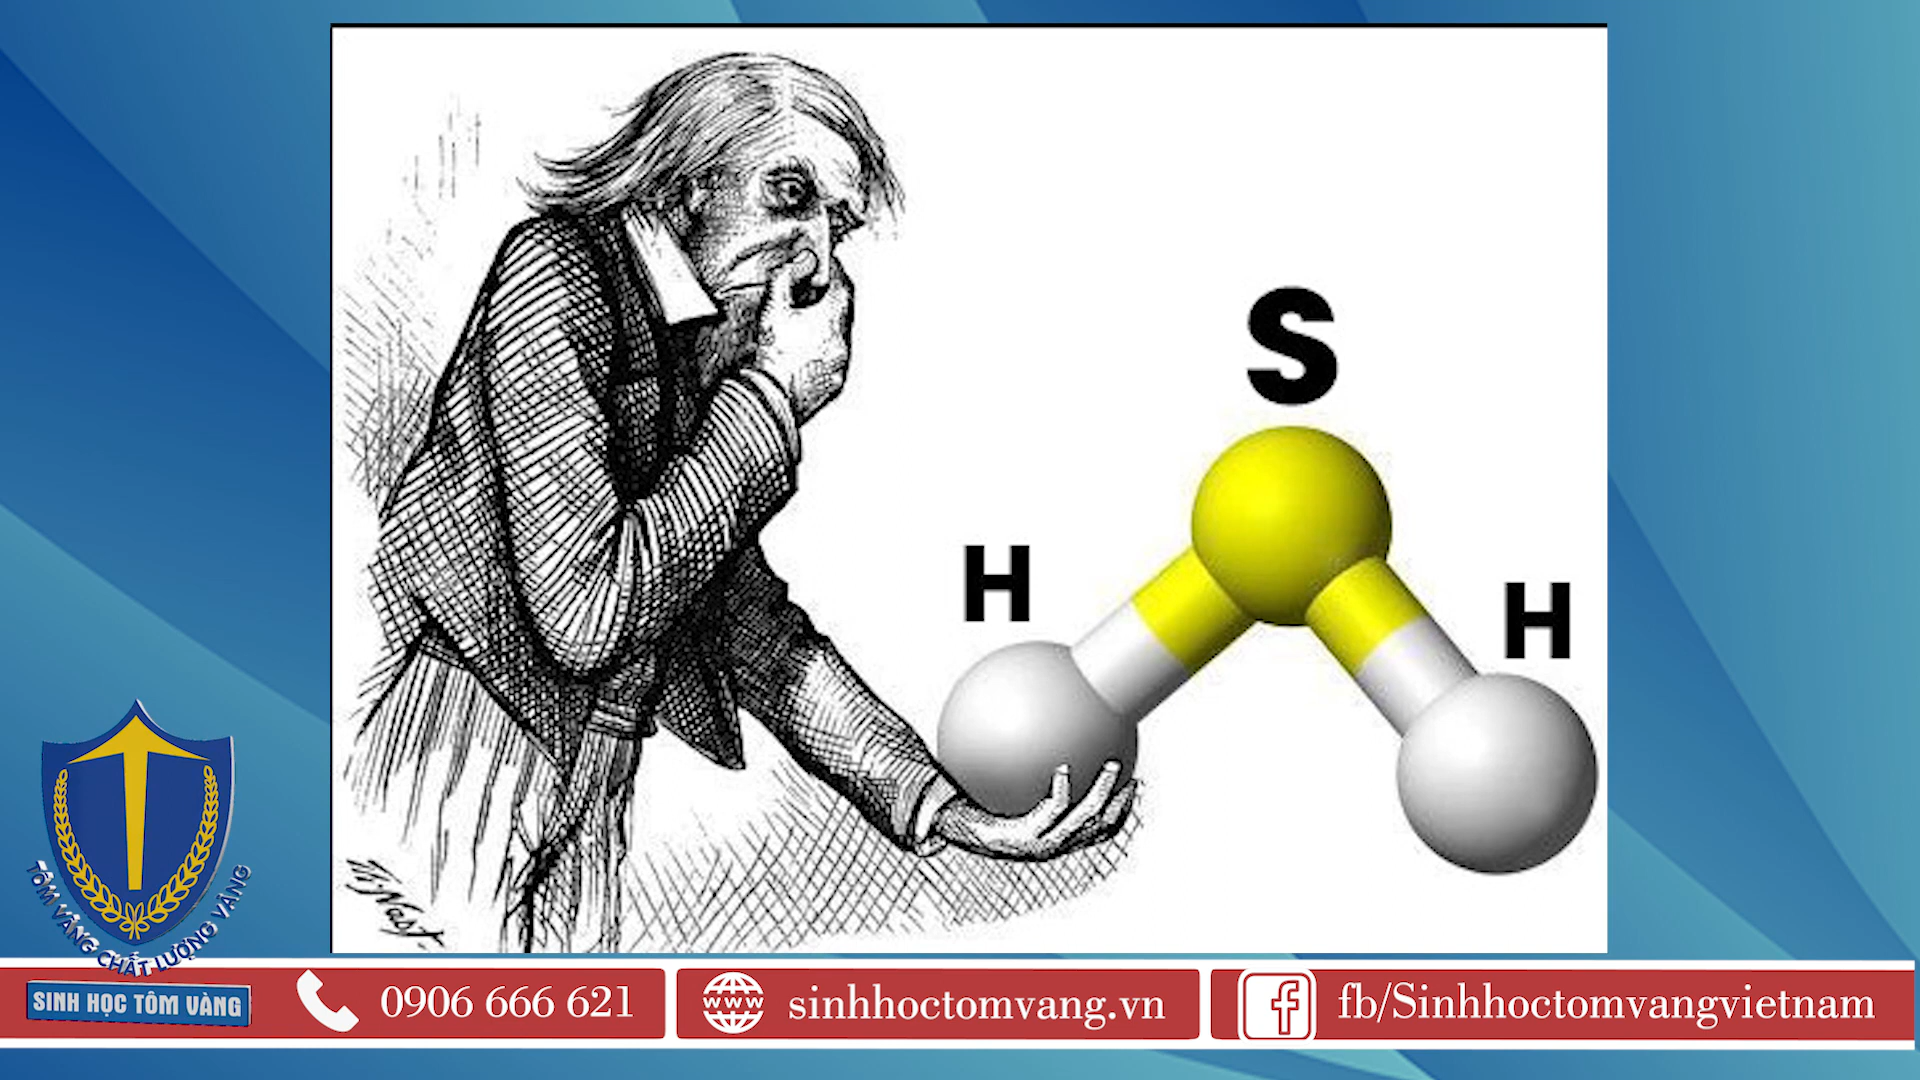 S
H
H
Th. Nast.
TÔM VÀNG CHẤT LƯỢNG VÀNG
SINH HỌC TÔM VÀNG
0906 666 621
www
sinhhoctomvang.vn
f
fb/Sinhhoctomvangvietnam